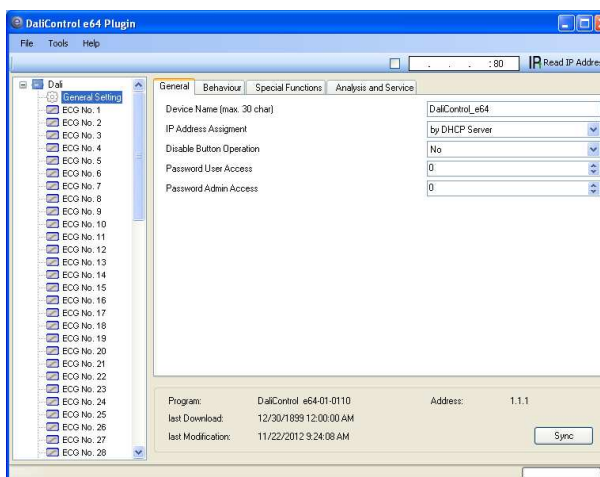 DaliControl e64 Plugin
File Tools Help
. . . :80 Read IP Addre
Dali
General Setting
ECG No. 1
ECG No. 2
ECG No. 3
ECG No. 4
ECG No. 5
ECG No. 6
ECG No. 7
ECG No. 8
ECG No. 9
ECG No. 10
ECG No. 11
ECG No. 12
ECG No. 13
ECG No. 14
ECG No. 15
ECG No. 16
ECG No. 17
ECG No. 18
ECG No. 19
ECG No. 20
ECG No. 21
ECG No. 22
ECG No. 23
ECG No. 24
ECG No. 25
ECG No. 26
ECG No. 27
ECG No. 28
General Behaviour Special Functions Analysis and Service
Device Name (max. 30 char) DaliControl_e64
IP Address Assigment by DHCP Server
Disable Button Operation No
Password User Access 0
Password Admin Access 0
Program: DaliControl e64-01-0110 Address: 1.1.1
last Download: 12/30/1899 12:00:00 AM
last Modification: 11/22/2012 9:24:08 AM
Sync